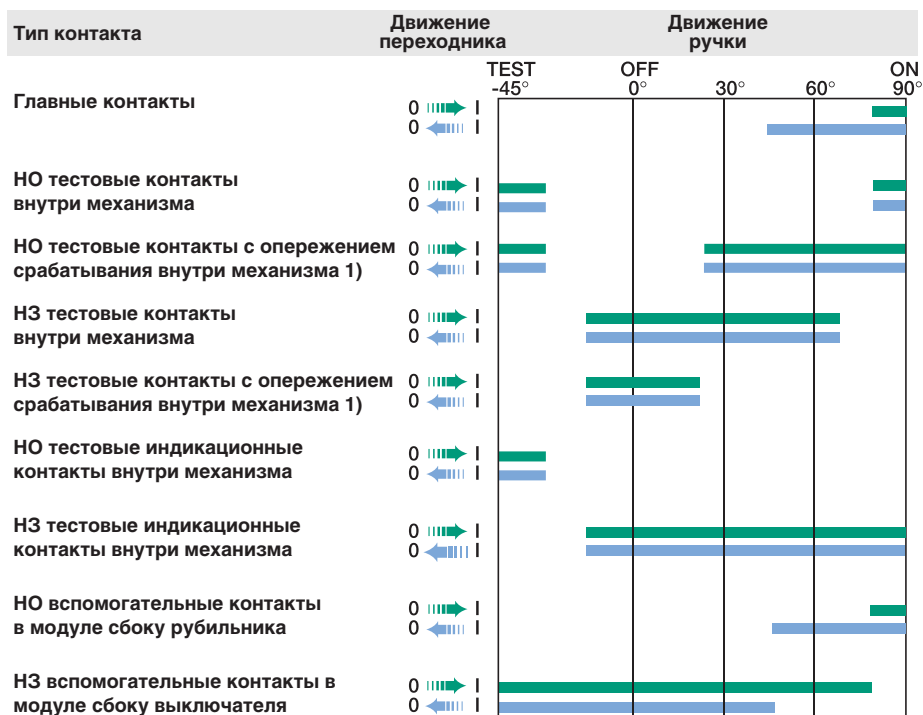 Тип контакта
Движение
переходника
Движение
ручки
TEST OFF ON
-45° 0° 30° 60° 90°
Главные контакты
0 I
0 I
НО тестовые контакты
внутри механизма
0 I
0 I
НО тестовые контакты с опережением
срабатывания внутри механизма 1)
0 I
0 I
НЗ тестовые контакты
внутри механизма
0 I
0 I
НЗ тестовые контакты с опережением
срабатывания внутри механизма 1)
0 I
0 I
НО тестовые индикационные
контакты внутри механизма
0 I
0 I
НЗ тестовые индикационные
контакты внутри механизма
0 I
0 I
НО вспомогательные контакты
в модуле сбоку рубильника
0 I
0 I
НЗ вспомогательные контакты в
модуле сбоку выключателя
0 I
0 I